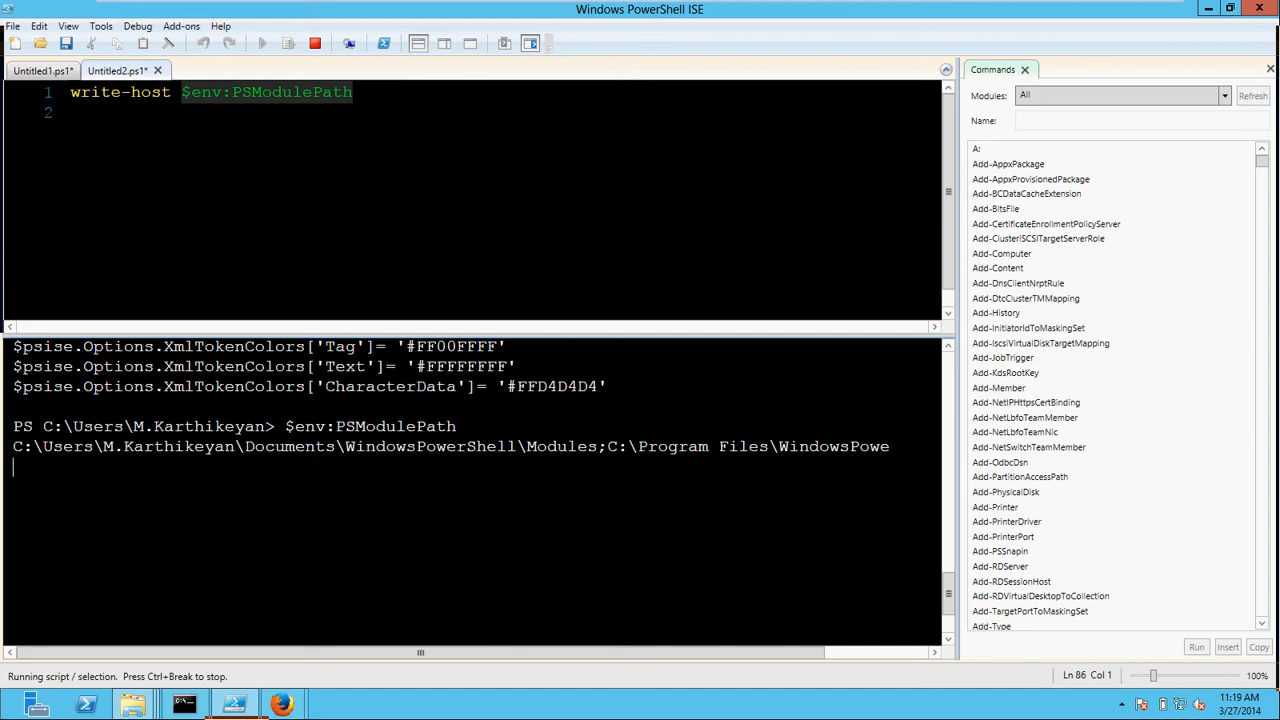 Windows PowerShell ISE
File Edit View Tools Debug Add-ons Help
Untitled1.ps1* Untitled2.ps1*
1 write-host $env:PSModulePath
2
$psise.Options.XmlTokenColors['Tag']= '#FF00FFFF'
$psise.Options.XmlTokenColors['Text']= '#FFFFFFFF'
$psise.Options.XmlTokenColors['CharacterData']= '#FFD4D4D4'
PS C:\Users\M.Karthikeyan> $env:PSModulePath
C:\Users\M.Karthikeyan\Documents\WindowsPowerShell\Modules;C:\Program Files\WindowsPowe
Commands
Modules: All Refresh
Name:
A:
Add-AppxPackage
Add-AppxProvisionedPackage
Add-BCDataCacheExtension
Add-BitsFile
Add-CertificateEnrollmentPolicyServer
Add-ClusteriSCSITargetServerRole
Add-Computer
Add-Content
Add-DnsClientNrptRule
Add-DtcClusterTMMapping
Add-History
Add-InitiatorIdToMaskingSet
Add-IscsiVirtualDiskTargetMapping
Add-JobTrigger
Add-KdsRootKey
Add-Member
Add-NetIPHttpsCertBinding
Add-NetLbfoTeamMember
Add-NetLbfoTeamNic
Add-NetSwitchTeamMember
Add-OdbcDsn
Add-PartitionAccessPath
Add-PhysicalDisk
Add-Printer
Add-PrinterDriver
Add-PrinterPort
Add-PSSnapin
Add-RDServer
Add-RDSessionHost
Add-RDVirtualDesktopToCollection
Add-TargetPortToMaskingSet
Add-Type
Run Insert Copy
Running script / selection. Press Ctrl+Break to stop. Ln 86 Col 1 100%
11:19 AM
3/27/2014